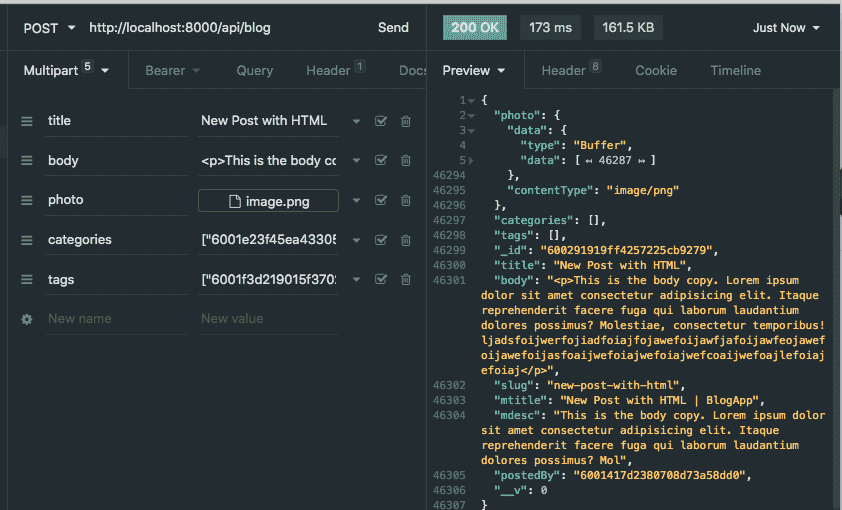 POST http://localhost:8000/api/blog Send 200 OK 173 ms 161.5 KB Just Now
Multipart 5 Bearer Query Header 1 Docs
Preview Header 8 Cookie Timeline
title New Post with HTML
body <p>This is the body co
photo image.png
categories ["6001e23f45ea43305
tags ["6001f3d219015f370
New name New value
1 {
2 "photo": {
3 "data": {
4 "type": "Buffer",
5 "data": [ ↤ 46287 ↦ ]
46294 },
46295 "contentType": "image/png"
46296 },
46297 "categories": [],
46298 "tags": [],
46299 "_id": "600291919ff4257225cb9279",
46300 "title": "New Post with HTML",
46301 "body": "<p>This is the body copy. Lorem ipsum
dolor sit amet consectetur adipisicing elit. Itaque
reprehenderit facere fuga qui laborum laudantium
dolores possimus? Molestiae, consectetur temporibus!
ljadsfoijwerfojiadfoiajfojawefoijawfjafoijawfeojawef
oijawefoijasfoaijwefoiajwefoiajwefcoaijwefoajlefoiaj
efoiaj</p>",
46302 "slug": "new-post-with-html",
46303 "mtitle": "New Post with HTML | BlogApp",
46304 "mdesc": "This is the body copy. Lorem ipsum dolor
sit amet consectetur adipisicing elit. Itaque
reprehenderit facere fuga qui laborum laudantium
dolores possimus? Mol",
46305 "postedBy": "6001417d2380708d73a58dd0",
46306 "__v": 0
46307 }